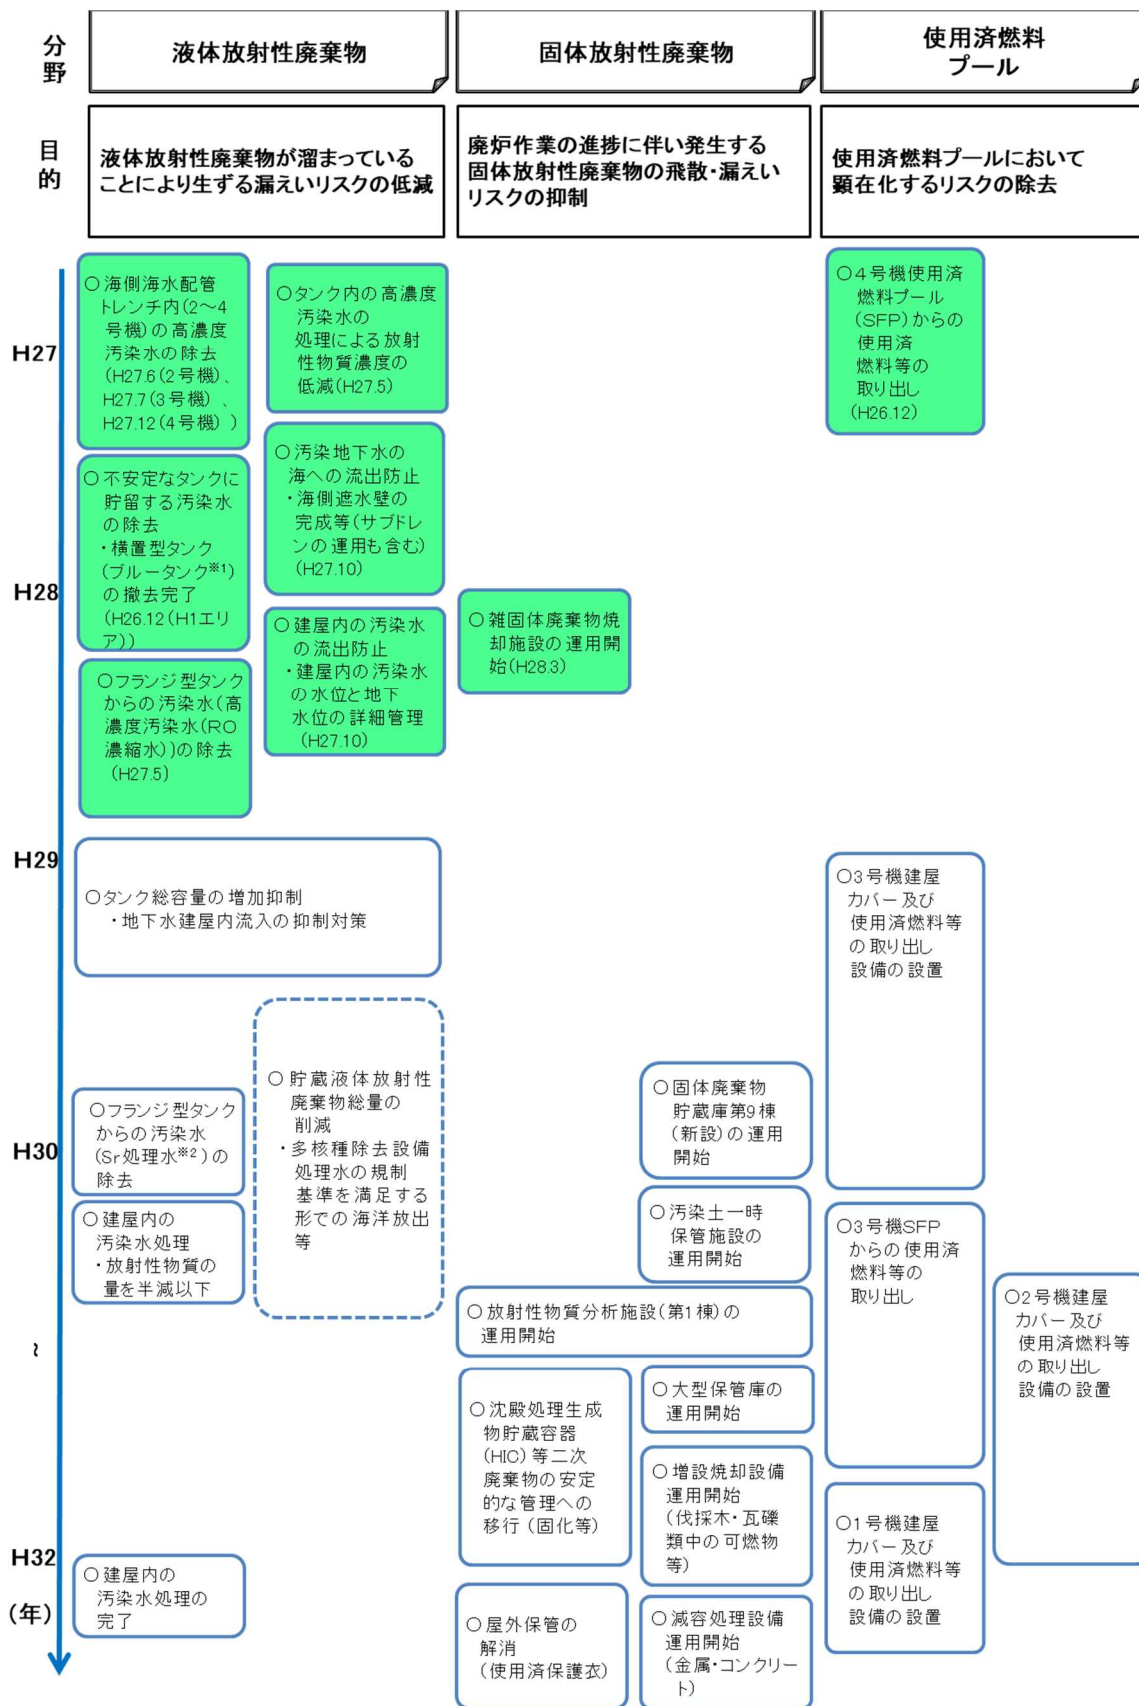 分
野
液体放射性廃棄物
固体放射性廃棄物
使用済燃料
プール
目
的
液体放射性廃棄物が溜まっている
ことにより生ずる漏えいリスクの低減
廃炉作業の進捗に伴い発生する
固体放射性廃棄物の飛散・漏えい
リスクの抑制
使用済燃料プールにおいて
顕在化するリスクの除去
H27
○海側海水配管
トレンチ内(2～4
号機)の高濃度
汚染水の除去
(H27.6(2号機)、
H27.7(3号機)、
H27.12(4号機))
○タンク内の高濃度
汚染水の
処理による放射
性物質濃度の
低減(H27.5)
○4号機使用済
燃料プール
(SFP)からの
使用済
燃料等の
取り出し
(H26.12)
○不安定なタンクに
貯留する汚染水
の除去
・横置型タンク
(ブルータンク※1)
の撤去完了
(H26.12(H1エリ
ア))
○汚染地下水の
海への流出防止
・海側遮水壁の
完成等(サブドレ
ンの運用も含む)
(H27.10)
H28
○建屋内の汚染水
の流出防止
・建屋内の汚染水
の水位と地下
水位の詳細管理
(H27.10)
○雑固体廃棄物焼
却施設の運用開
始(H28.3)
○フランジ型タンク
からの汚染水(高
濃度汚染水(RO
濃縮水))の除去
(H27.5)
H29
○タンク総容量の増加抑制
・地下水建屋内流入の抑制対策
○3号機建屋
カバー及び
使用済燃料等
の取り出し
設備の設置
H30
○フランジ型タンク
からの汚染水
(Sr処理水※2)の
除去
○貯蔵液体放射性
廃棄物総量の
削減
・多核種除去設備
処理水の規制
基準を満足する
形での海洋放出
等
○固体廃棄物
貯蔵庫第9棟
(新設)の運用
開始
○建屋内の
汚染水処理
・放射性物質の
量を半減以下
○汚染土一時
保管施設の
運用開始
○3号機SFP
からの使用済
燃料等の
取り出し
○放射性物質分析施設(第1棟)の
運用開始
○2号機建屋
カバー及び
使用済燃料等
の取り出し
設備の設置
～
○沈殿処理生成
物貯蔵容器
(HIC)等二次
廃棄物の安定
的な管理への
移行(固化等)
○大型保管庫の
運用開始
○増設焼却設備
運用開始
(伐採木・瓦礫
類中の可燃物
等)
○1号機建屋
カバー及び
使用済燃料等
の取り出し
設備の設置
H32
(年)
○建屋内の
汚染水処理の
完了
○屋外保管の
解消
(使用済保護衣)
○減容処理設備
運用開始
(金属・コンクリー
ト)